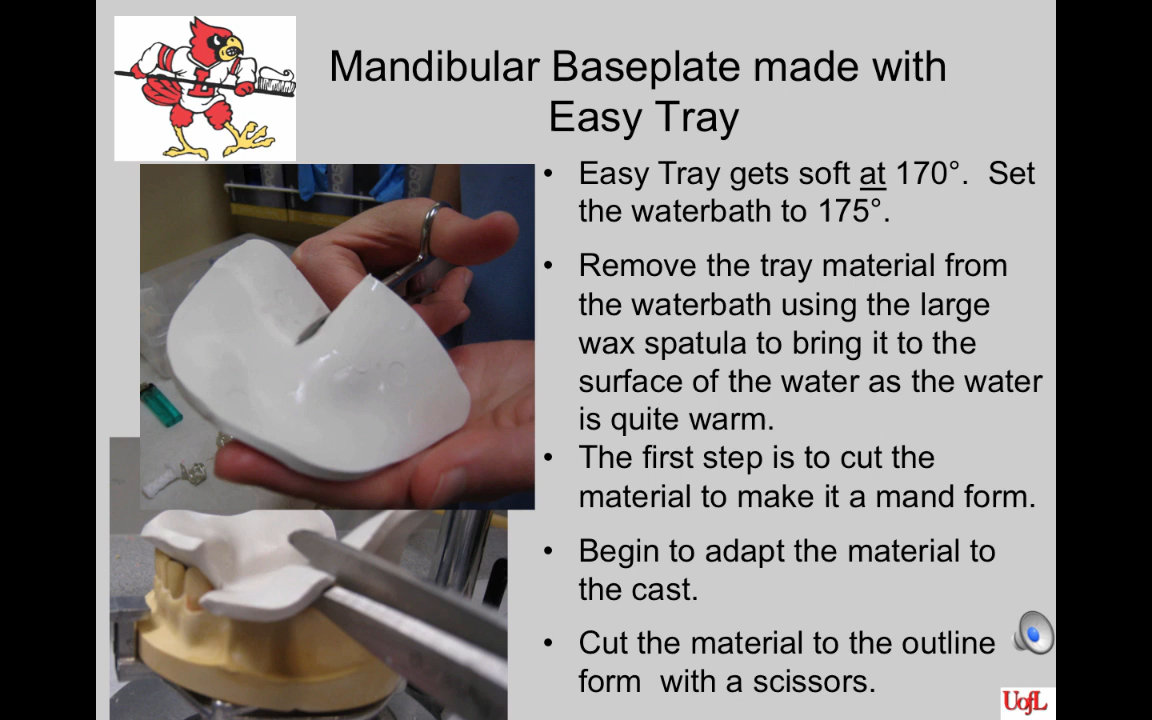 Mandibular Baseplate made with
Easy Tray
• Easy Tray gets soft at 170°.  Set
the waterbath to 175°.
• Remove the tray material from
the waterbath using the large
wax spatula to bring it to the
surface of the water as the water
is quite warm.
• The first step is to cut the
material to make it a mand form.
• Begin to adapt the material to
the cast.
• Cut the material to the outline
form  with a scissors.
UofL